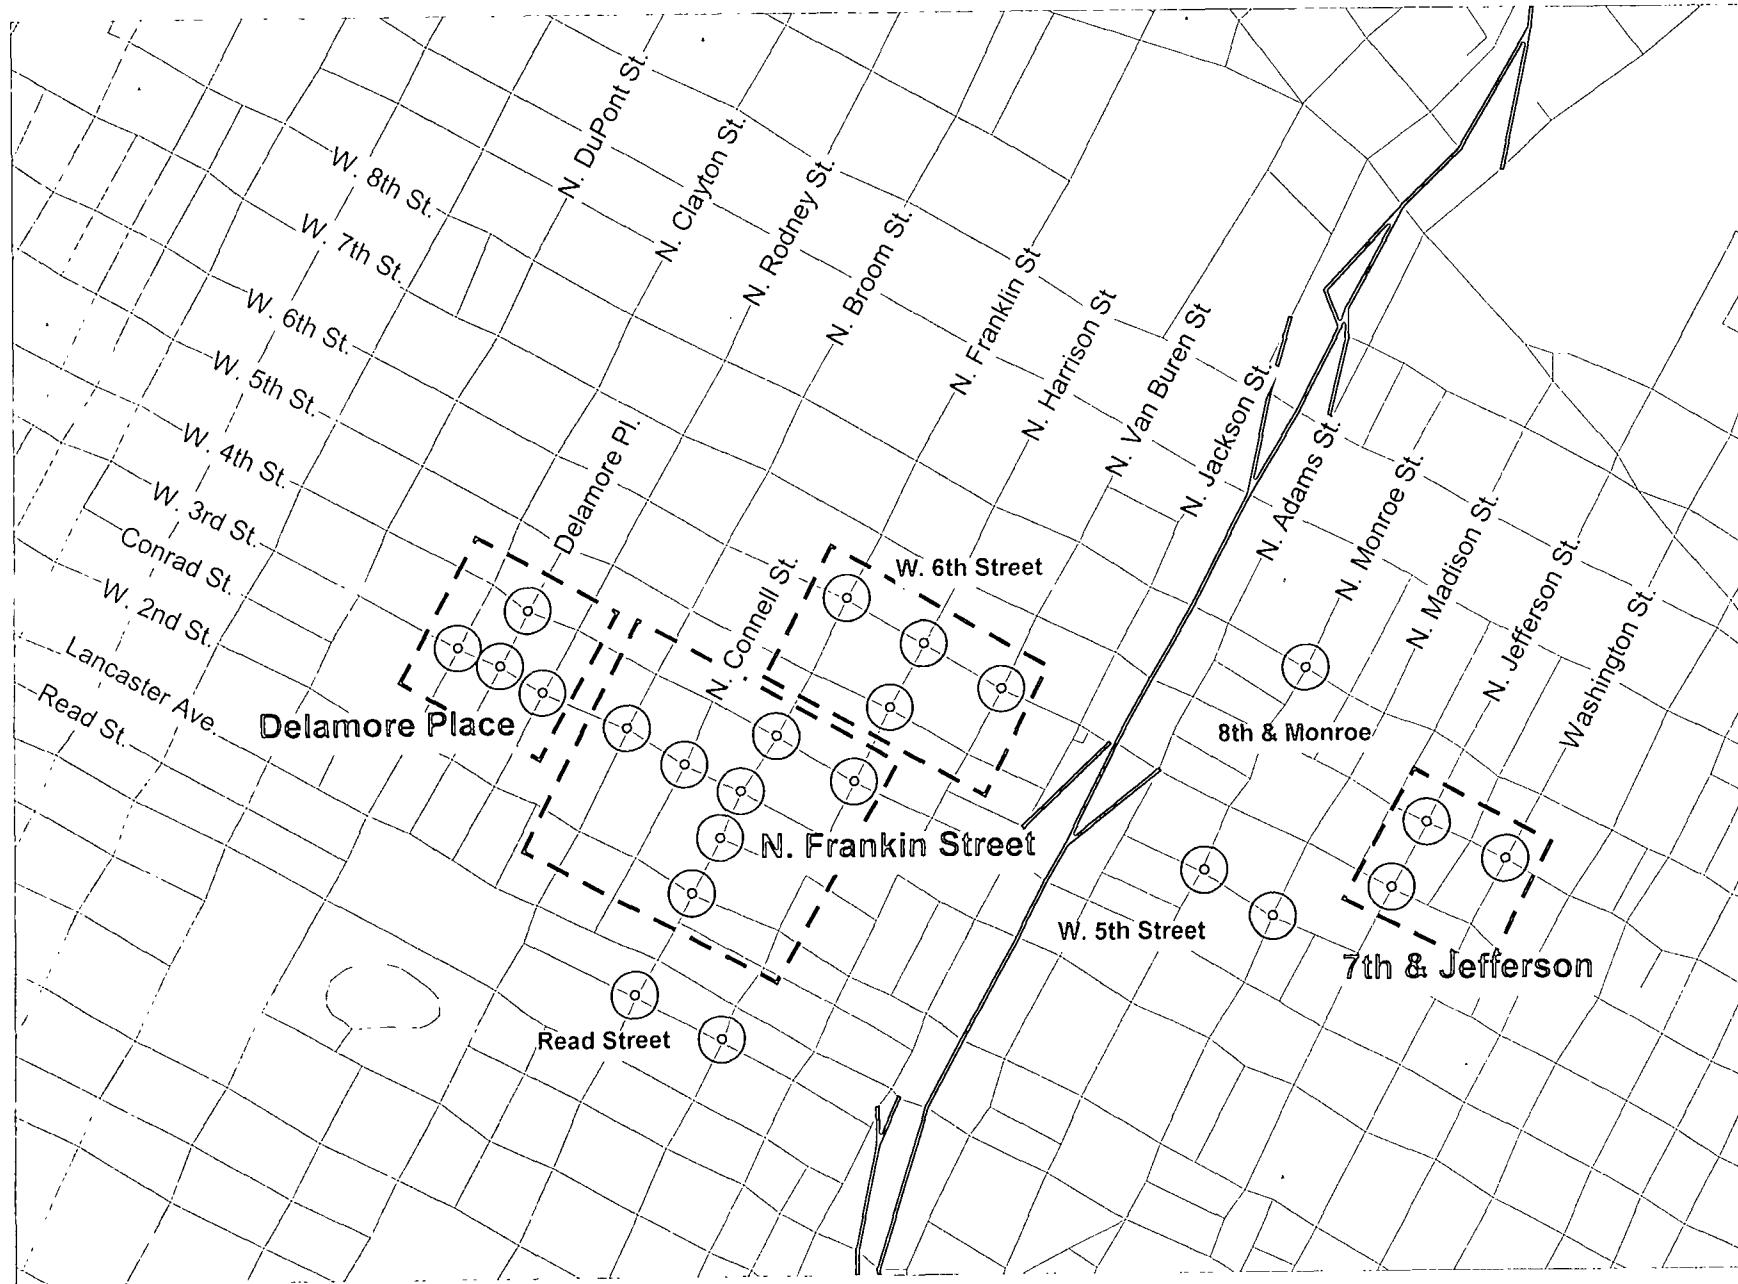 N. DuPont St.
N. Clayton St.
N. Rodney St.
N. Broom St.
N. Franklin St
N. Harrison St
N. Van Buren St
N. Jackson St.
N. Adams St.
N. Monroe St.
N. Madison St.
N. Jefferson St.
Washington St.
W. 8th St.
W. 7th St.
W. 6th St.
W. 5th St.
W. 4th St.
W. 3rd St.
Conrad St.
W. 2nd St.
Lancaster Ave.
Read St.
Delamore Pl.
N. Connell St.
W. 6th Street
Delamore Place
8th & Monroe
N. Frankin Street
W. 5th Street
7th & Jefferson
Read Street